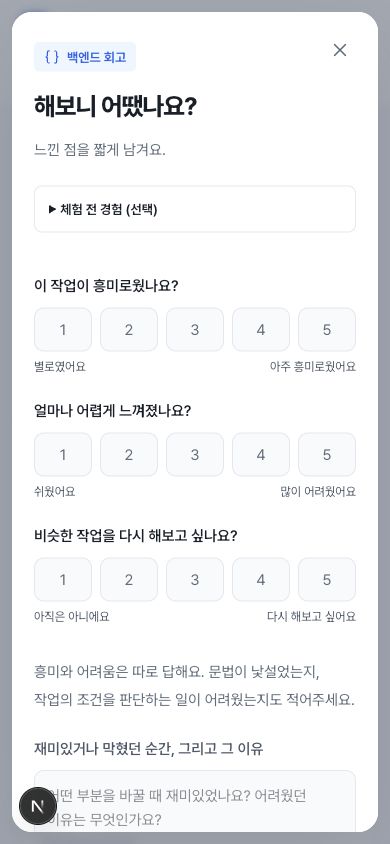 { } 백엔드 회고
해보니 어땠나요?
느낀 점을 짧게 남겨요.
▶ 체험 전 경험 (선택)
이 작업이 흥미로웠나요?
1 2 3 4 5
별로였어요 아주 흥미로웠어요
얼마나 어렵게 느껴졌나요?
1 2 3 4 5
쉬웠어요 많이 어려웠어요
비슷한 작업을 다시 해보고 싶나요?
1 2 3 4 5
아직은 아니에요 다시 해보고 싶어요
흥미와 어려움은 따로 답해요. 문법이 낯설었는지,
작업의 조건을 판단하는 일이 어려웠는지도 적어주세요.
재미있거나 막혔던 순간, 그리고 그 이유
부분을 바꿀 때 재미있었나요? 어려웠던
무엇인가요?
N